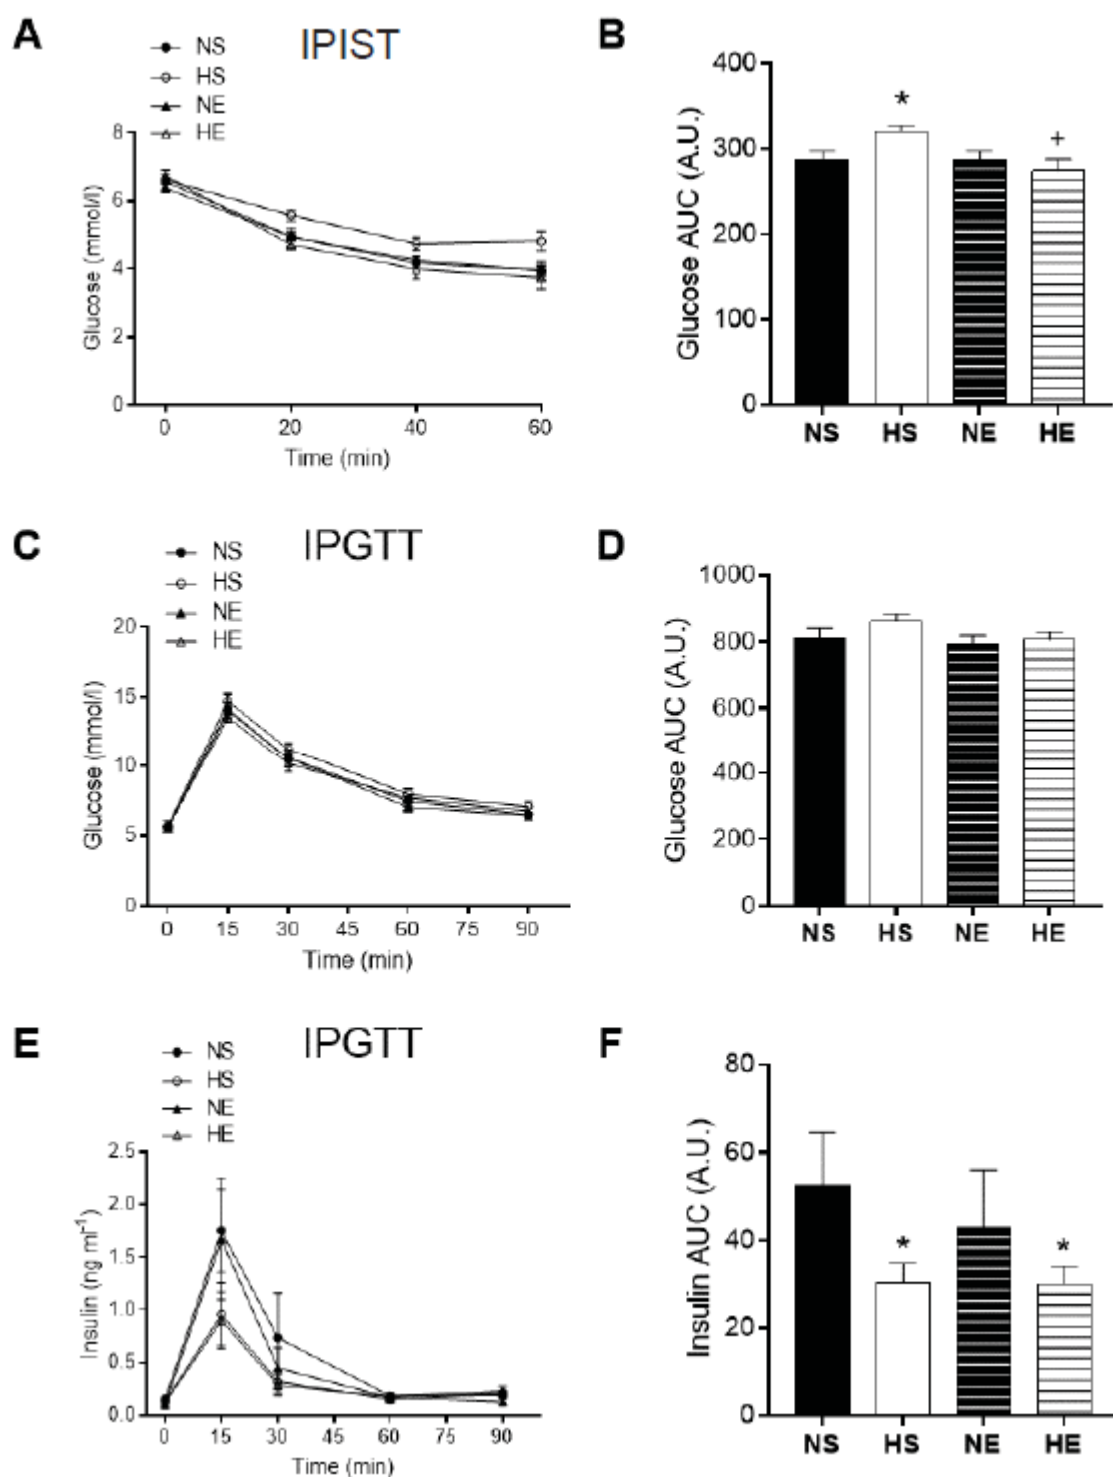 A
IPIST
NS
HS
NE
HE
8
6
4
2
0
Glucose (mmol/l)
0 20 40 60
Time (min)
B
400
300
200
100
0
Glucose AUC (A.U.)
*
+
NS HS NE HE
C
IPGTT
NS
HS
NE
HE
20
15
10
5
0
Glucose (mmol/l)
0 15 30 45 60 75 90
Time (min)
D
1000
800
600
400
200
0
Glucose AUC (A.U.)
NS HS NE HE
E
IPGTT
NS
HS
NE
HE
2.5
2.0
1.5
1.0
0.5
0.0
Insulin (ng ml⁻¹)
0 15 30 45 60 75 90
Time (min)
F
80
60
40
20
0
Insulin AUC (A.U.)
*
*
NS HS NE HE